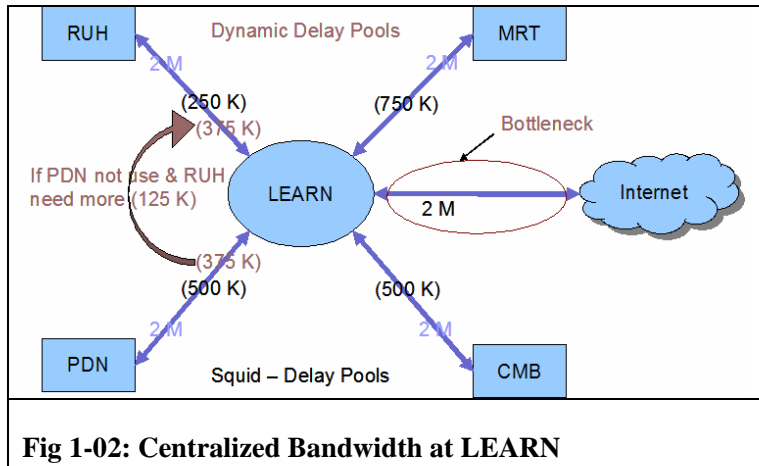 RUH
Dynamic Delay Pools
MRT
2 M
2 M
(250 K)
(375 K)
(750 K)
Bottleneck
If PDN not use & RUH
need more (125 K)
LEARN
2 M
Internet
(375 K)
(500 K)
(500 K)
2 M
2 M
PDN
Squid – Delay Pools
CMB
Fig 1-02: Centralized Bandwidth at LEARN